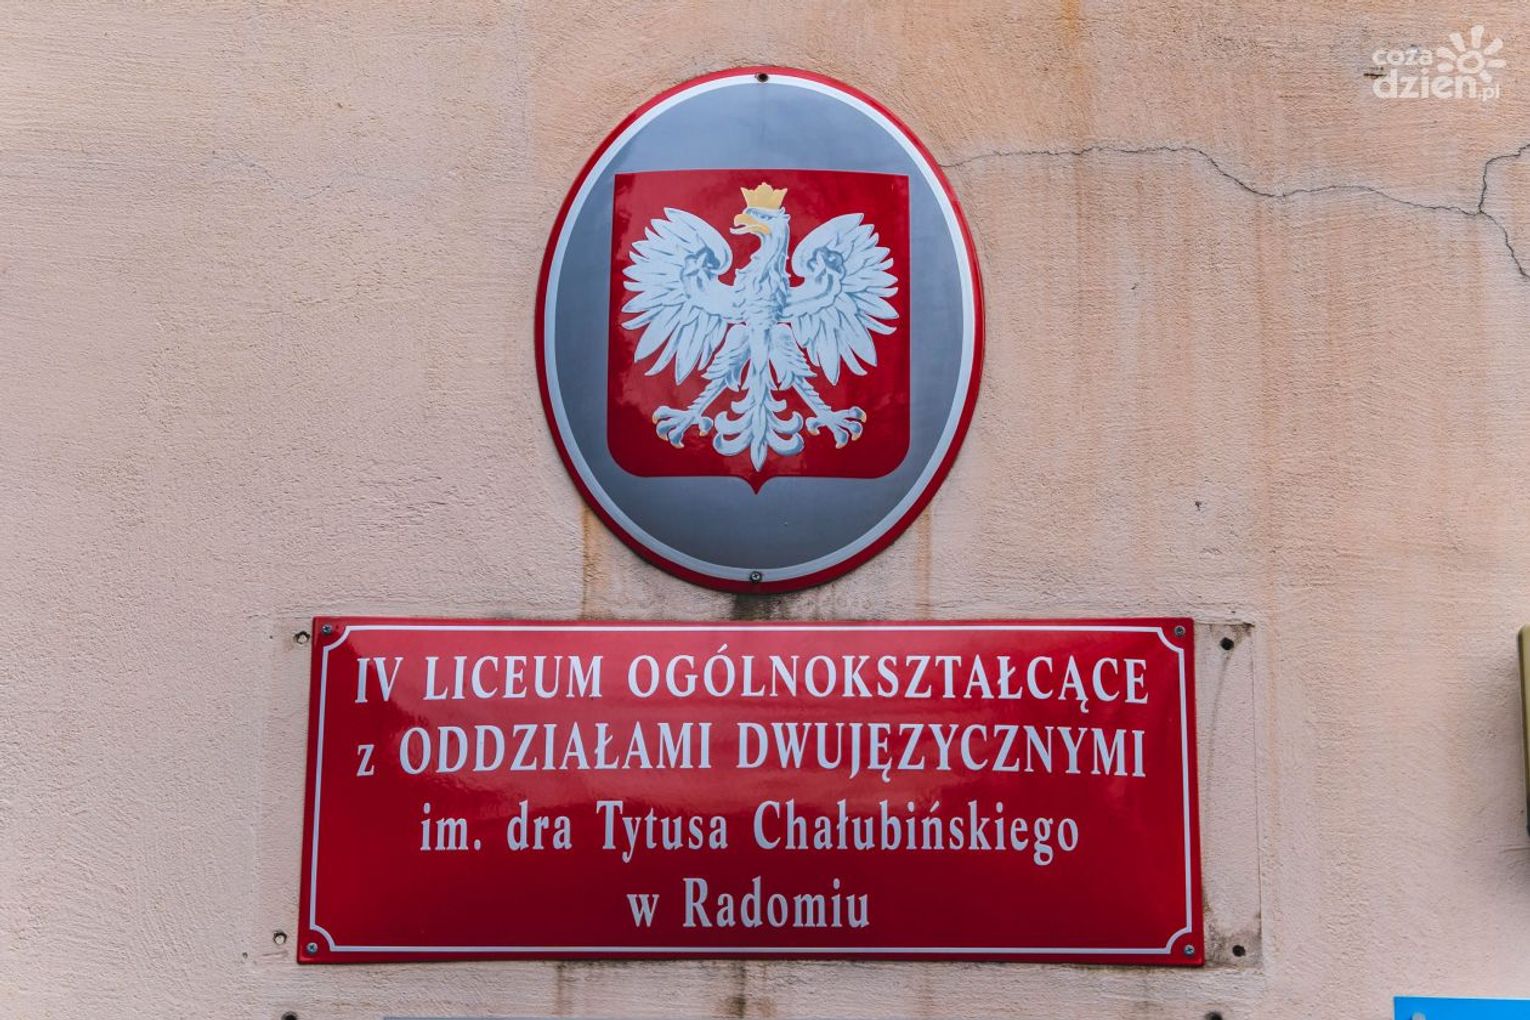 coza
dzien.pl
IV LICEUM OGÓLNOKSZTAŁCĄCE
z ODDZIAŁAMI DWUJĘZYCZNYMI
im. dra Tytusa Chałubińskiego
w Radomiu